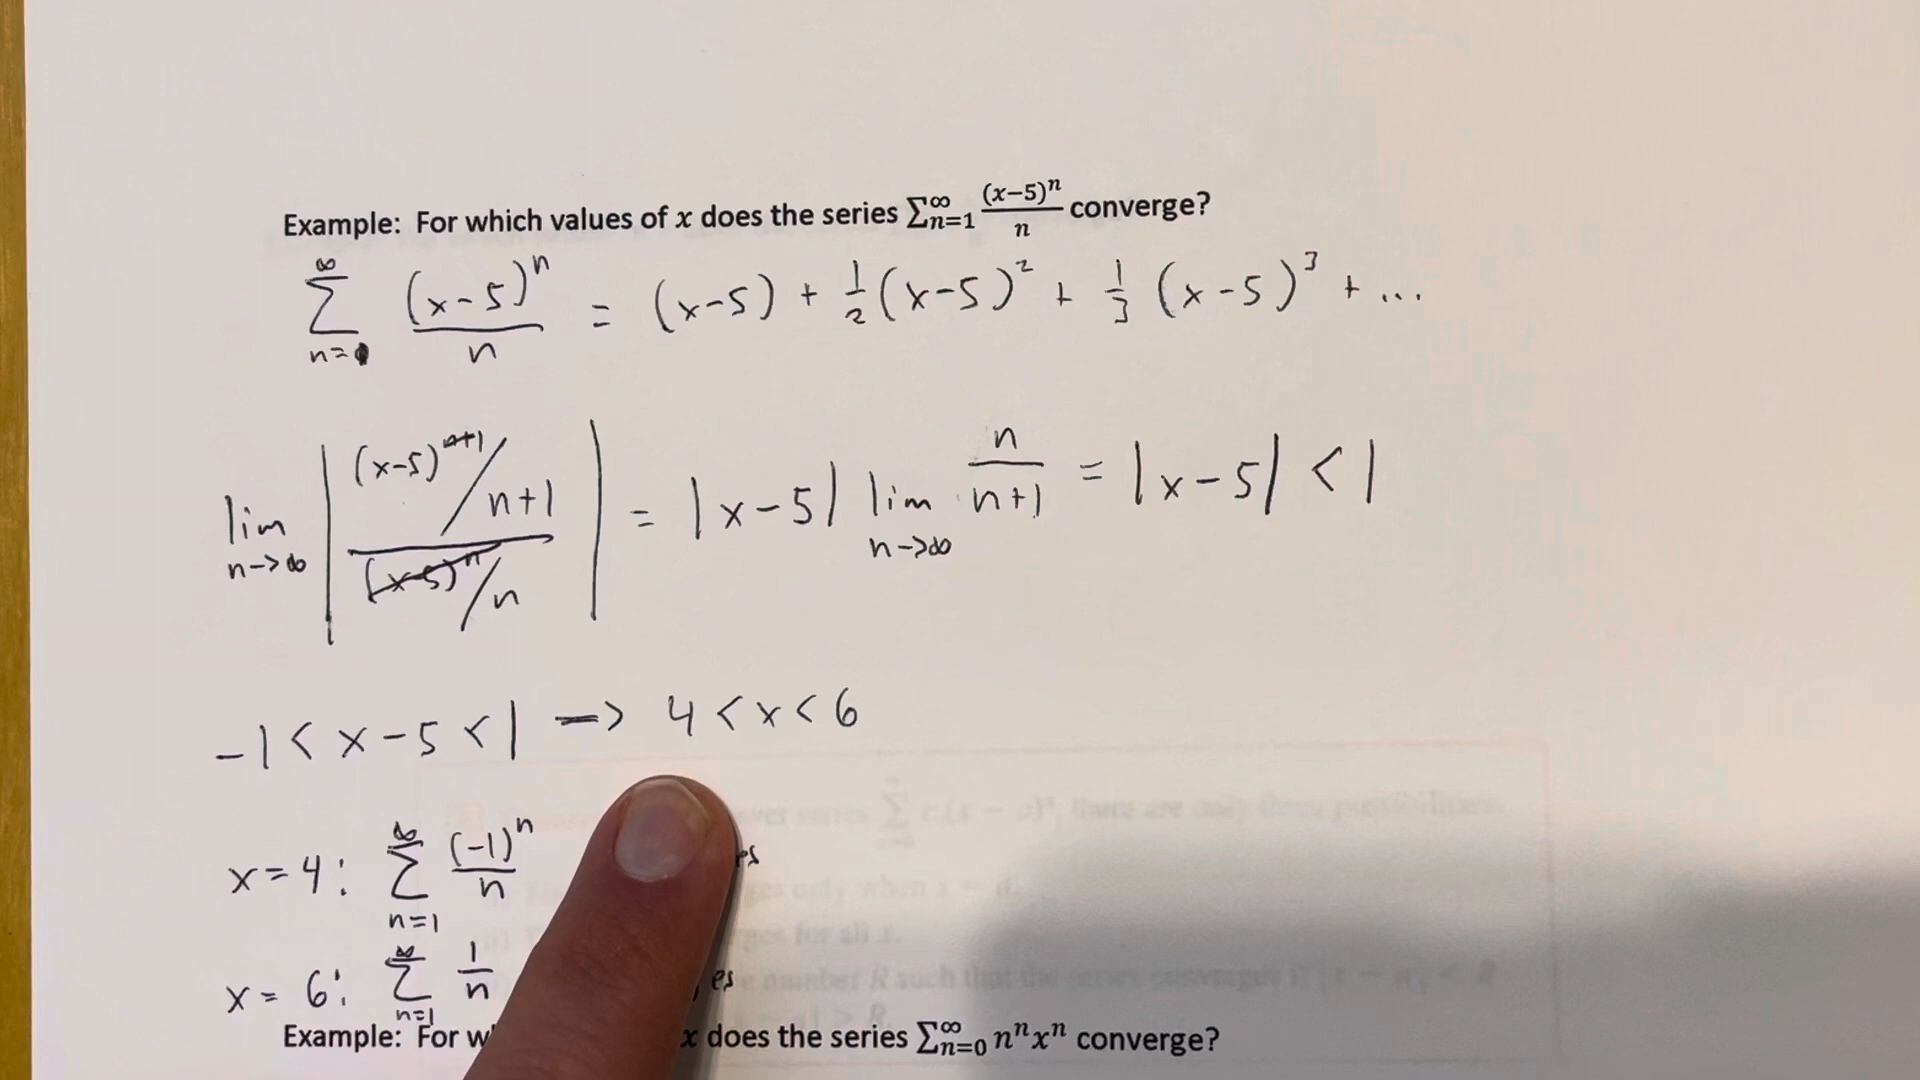 Example: For which values of x does the series ∑_{n=1}^{∞} (x−5)^n / n converge?
∑_{n=1}^{∞} (x-5)^n / n = (x-5) + 1/2 (x-5)^2 + 1/3 (x-5)^3 + ...
lim_{n->∞} | ((x-5)^{n+1} / n+1) / ((x-5)^n / n) | = |x-5| lim_{n->∞} n/(n+1) = |x-5| < 1
-1 < x-5 < 1 -> 4 < x < 6
x = 4: ∑_{n=1}^{∞} (-1)^n / n
x = 6: ∑_{n=1}^{∞} 1/n
Example: For x does the series ∑_{n=0}^{∞} n^n x^n converge?